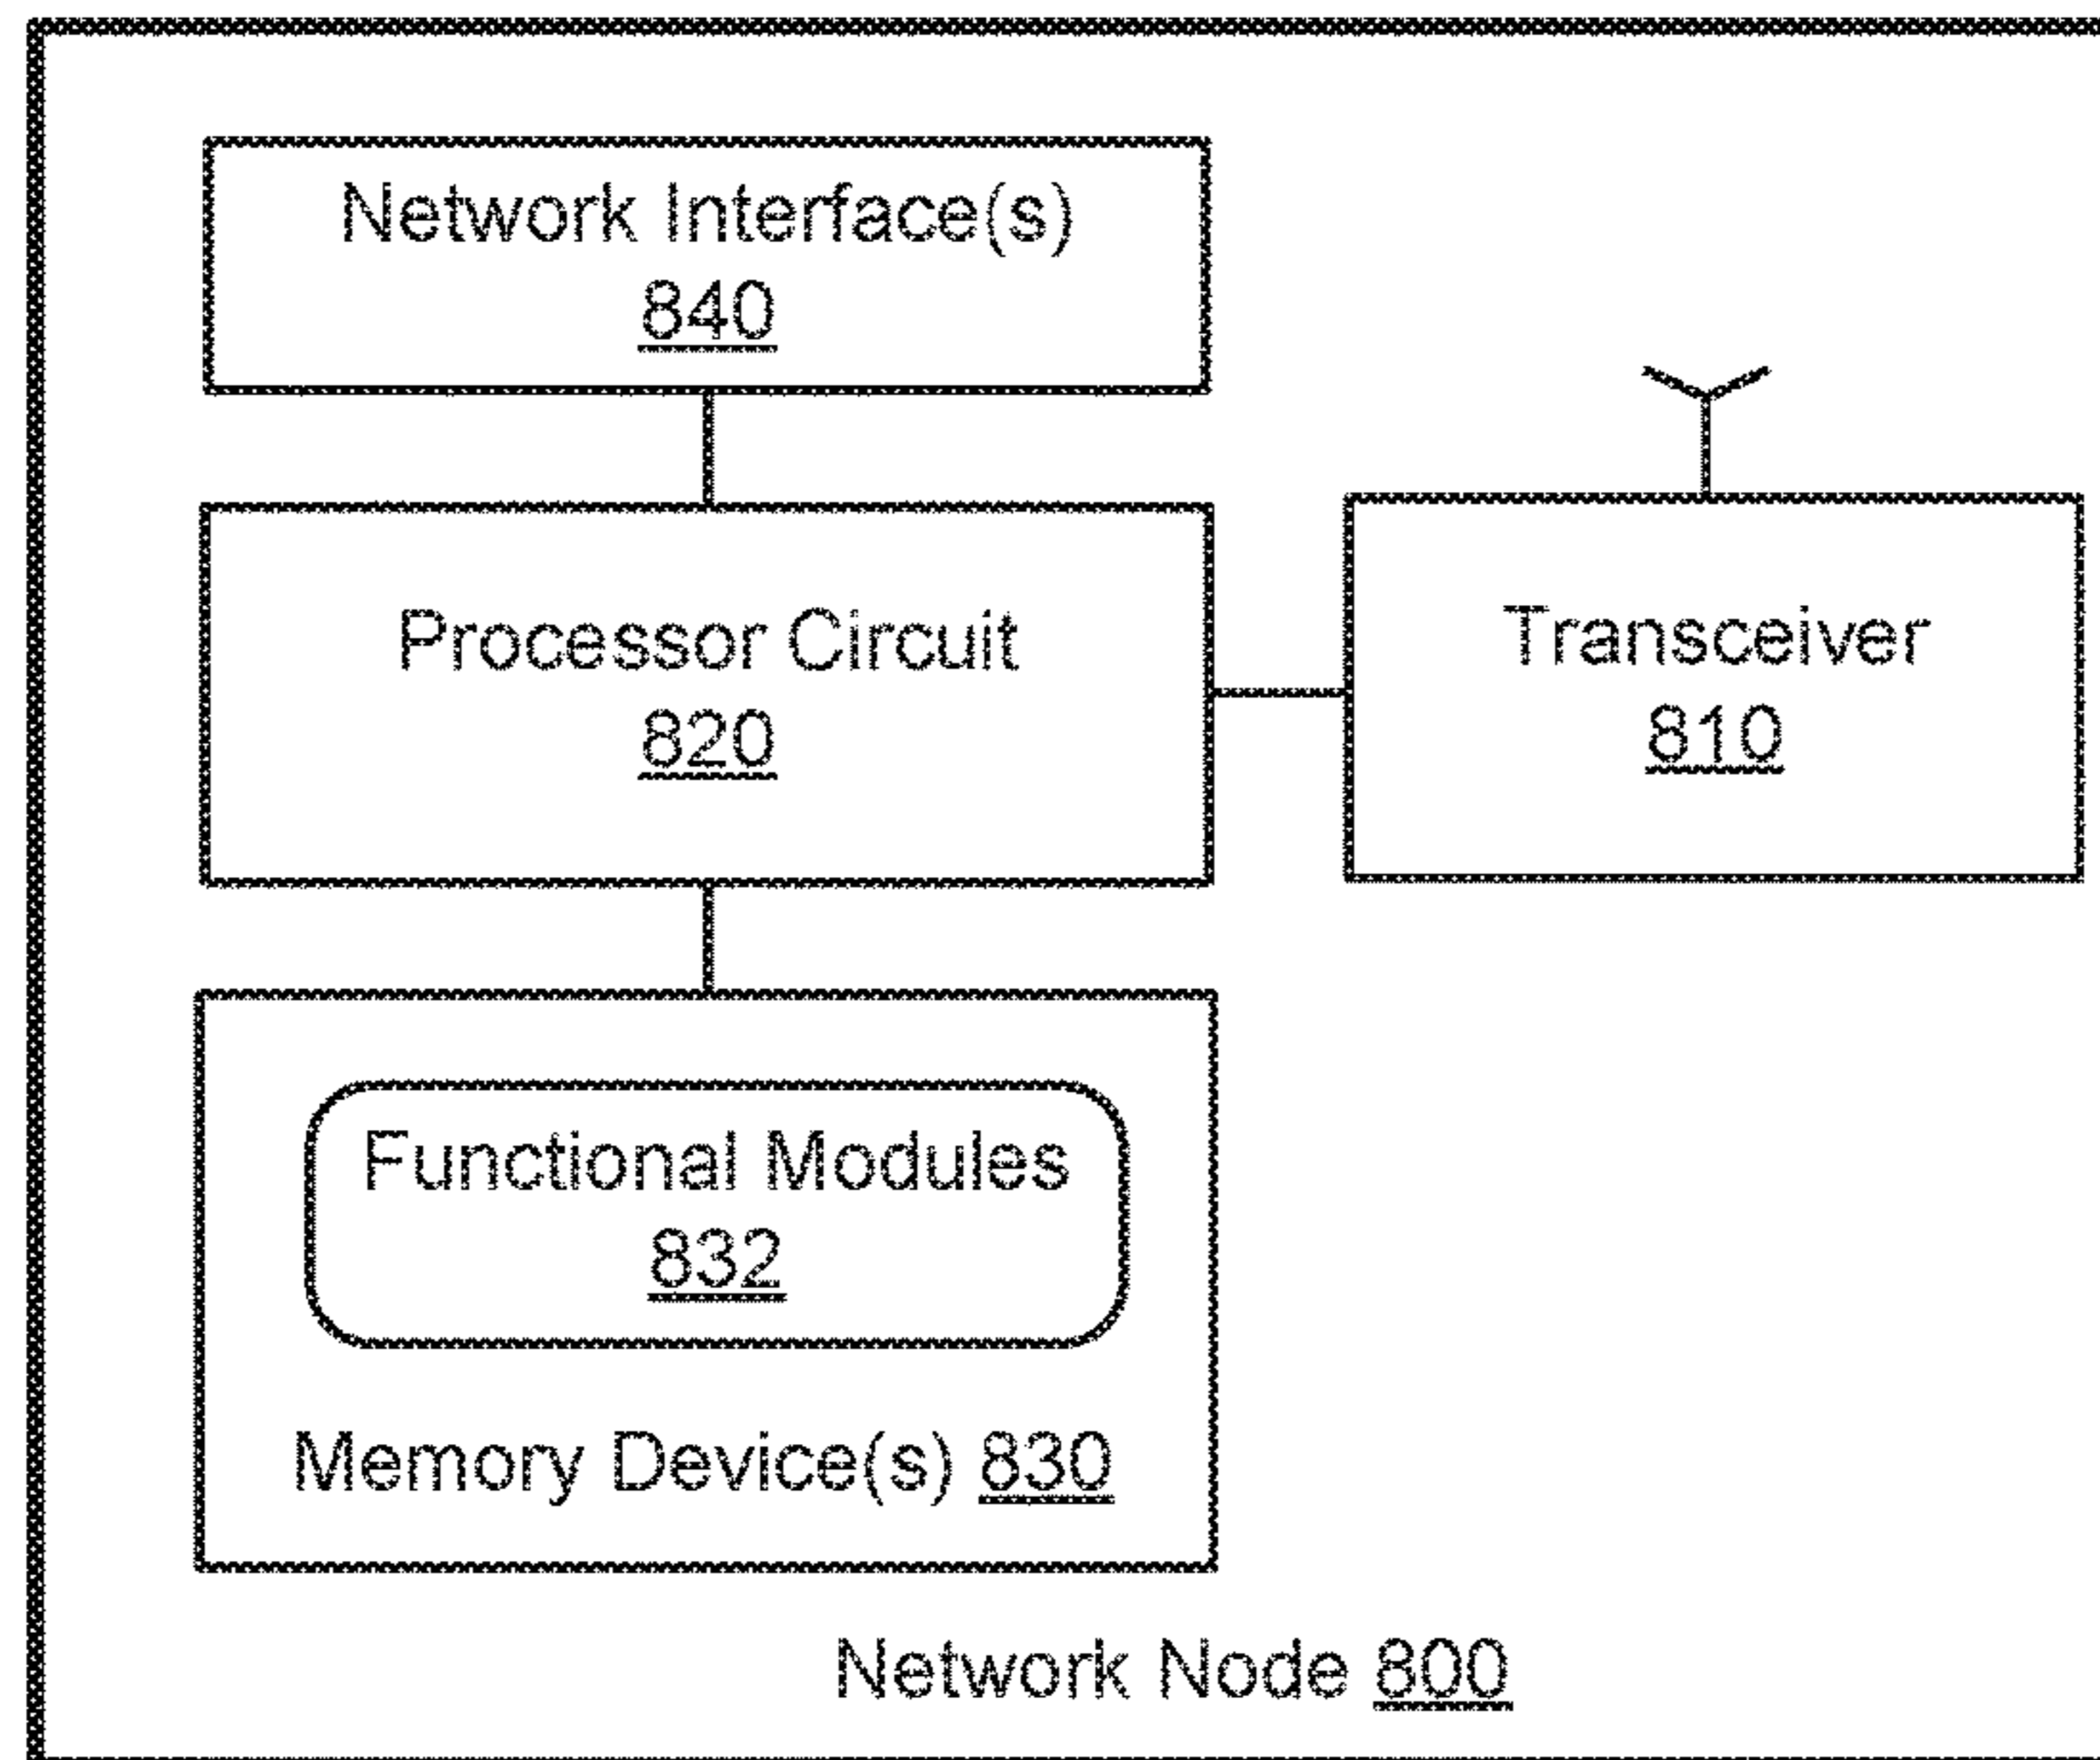 Network Interface(s)
840
Processor Circuit
820
Transceiver
810
Functional Modules
832
Memory Device(s) 830
Network Node 800